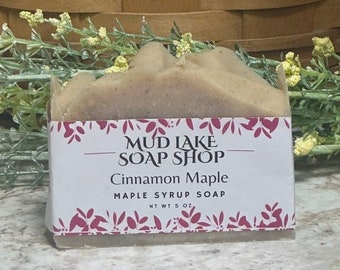 MUD LAKE
SOAP SHOP
Cinnamon Maple
MAPLE SYRUP SOAP
NT WT 5 OZ